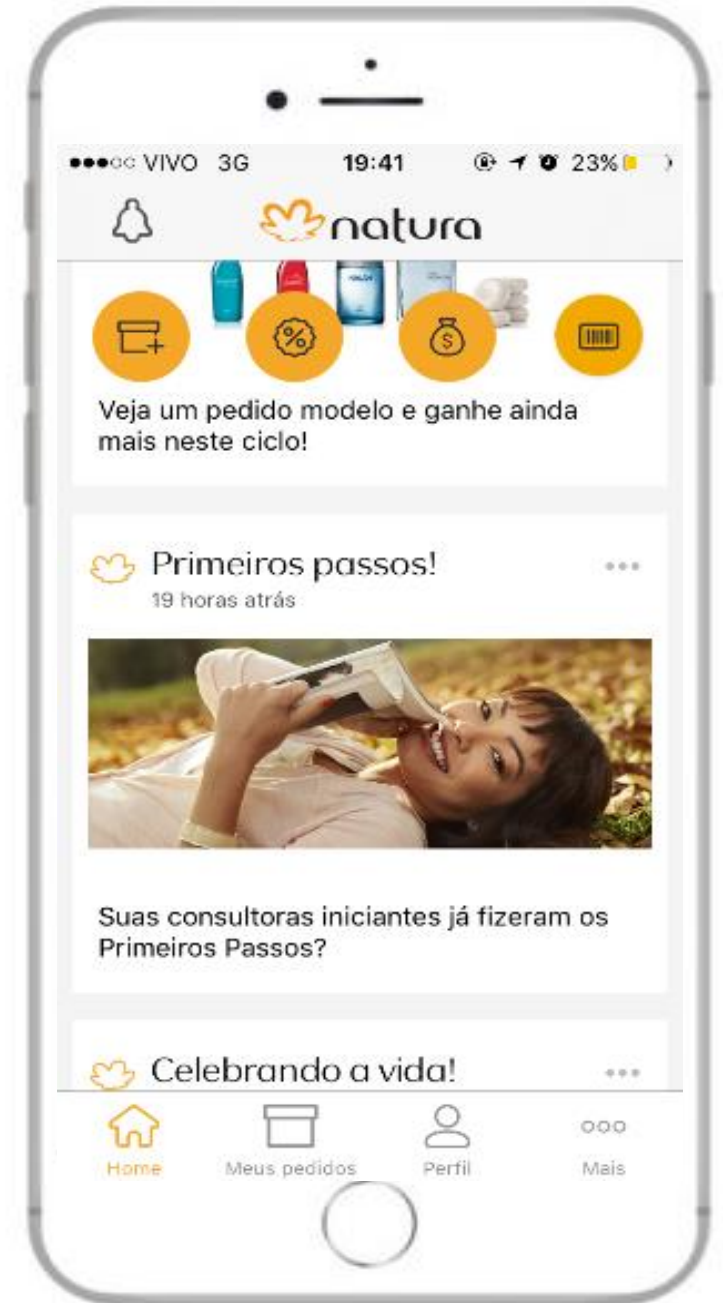 VIVO 3G 19:41 23%
natura
Veja um pedido modelo e ganhe ainda
mais neste ciclo!
Primeiros passos!
19 horas atrás
Suas consultoras iniciantes já fizeram os
Primeiros Passos?
Celebrando a vida!
Home Meus pedidos Perfil Mais